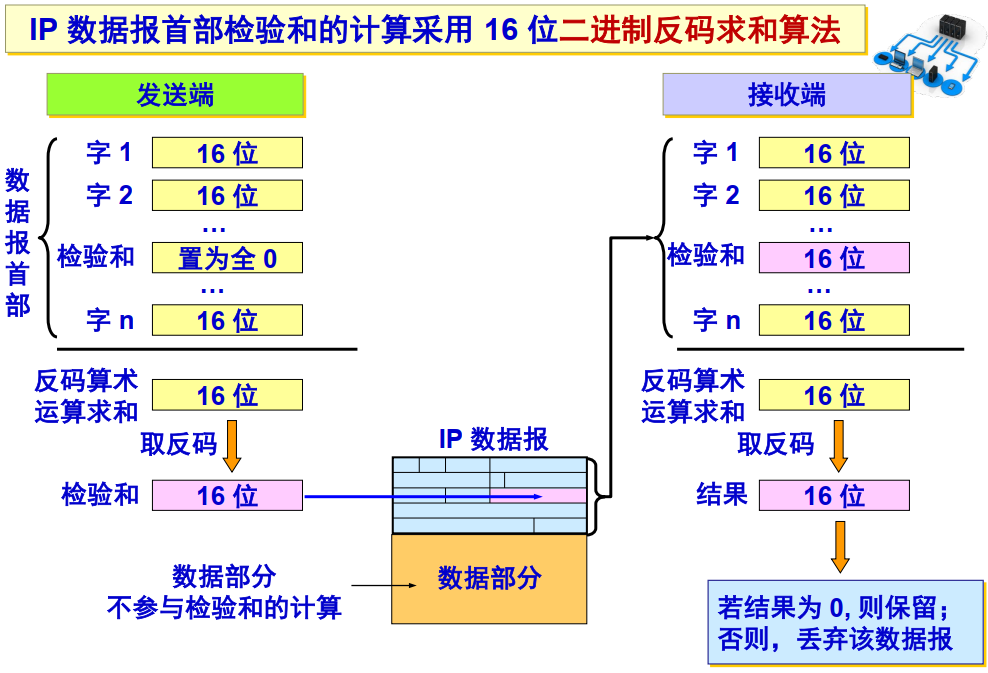 IP 数据报首部检验和的计算采用 16 位二进制反码求和算法
发送端
数据报首部
字 1
16 位
字 2
16 位
…
检验和
置为全 0
…
字 n
16 位
反码算术
运算求和
16 位
取反码
检验和
16 位
数据部分
不参与检验和的计算
IP 数据报
数据部分
接收端
字 1
16 位
字 2
16 位
…
检验和
16 位
…
字 n
16 位
反码算术
运算求和
16 位
取反码
结果
16 位
若结果为 0, 则保留；
否则，丢弃该数据报